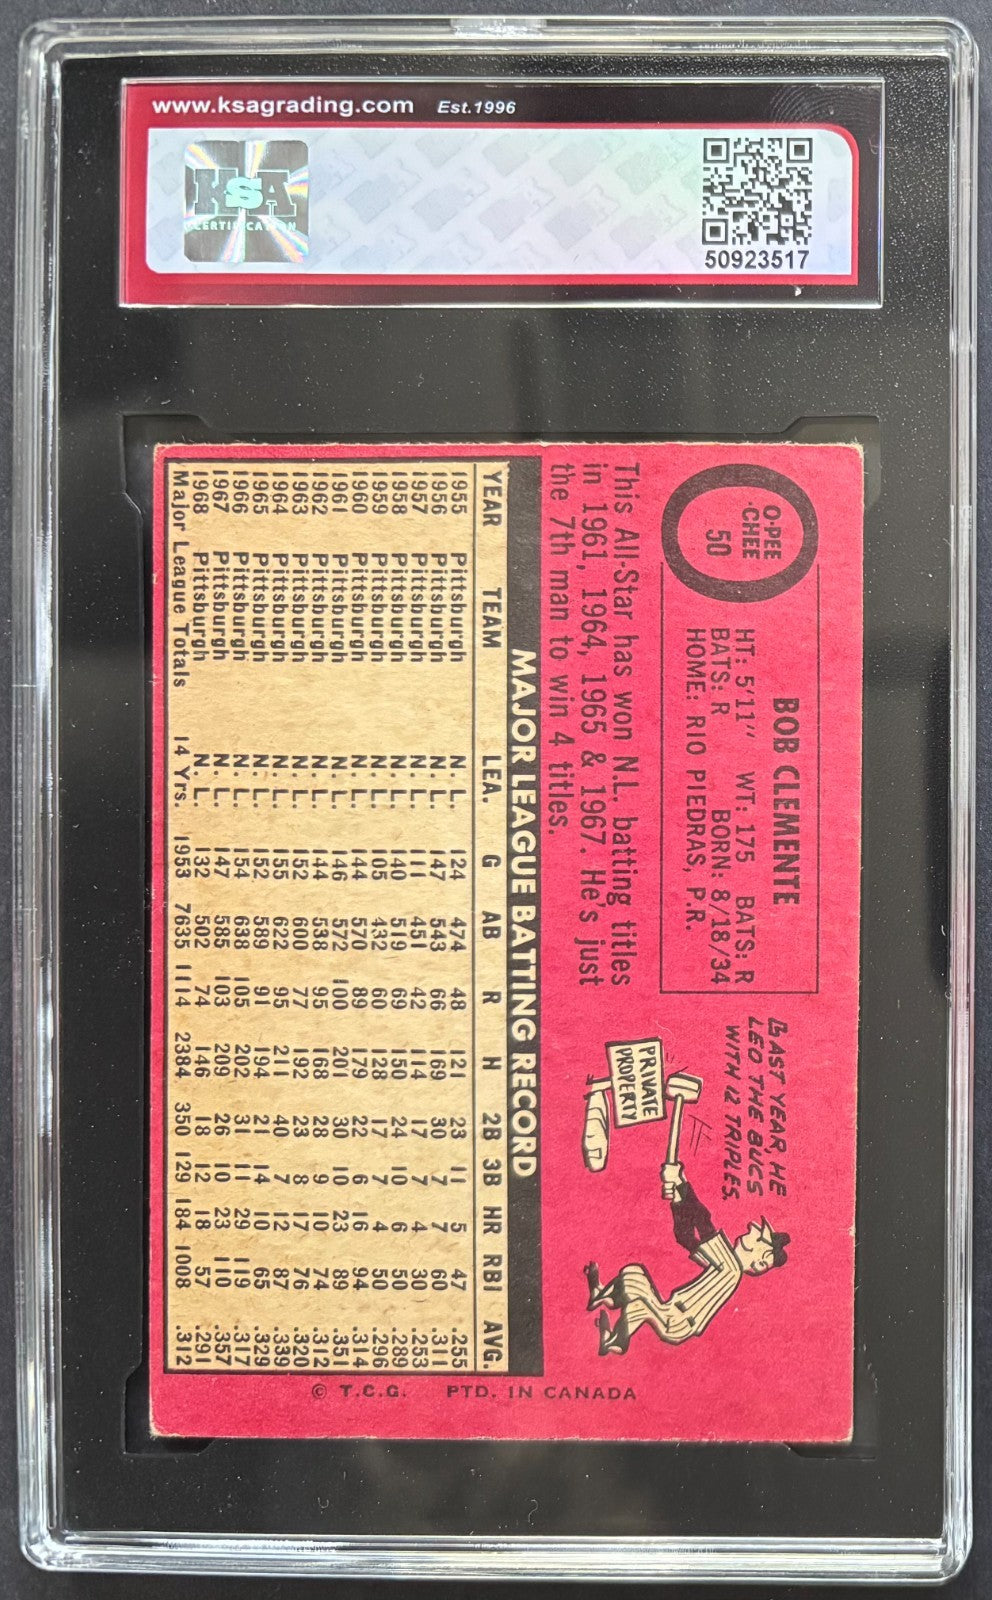 www.ksagrading.com Est.1996
KSA
CERTIFICATION
50923517
O-PEE
CHEE
50
BOB CLEMENTE
HT: 5'11" WT: 175 BATS: R
BATS: R BORN: 8/18/34
HOME: RIO PIEDRAS, P.R.
LAST YEAR, HE
LEO THE BUCS
WITH 12 TRIPLES.
PRIVATE
PROPERTY
This All-Star has won N.L. batting titles
in 1961, 1964, 1965 & 1967. He's just
the 7th man to win 4 titles.
MAJOR LEAGUE BATTING RECORD
YEAR TEAM LEA. G AB R H 2B 3B HR RBI AVG.
1955 Pittsburgh N.L. 124 474 48 121 23 11 5 47 .255
1956 Pittsburgh N.L. 147 543 66 169 30 7 7 60 .311
1957 Pittsburgh N.L. 111 451 42 114 17 7 4 30 .253
1958 Pittsburgh N.L. 140 519 69 150 24 10 6 50 .289
1959 Pittsburgh N.L. 105 432 60 128 17 7 4 50 .296
1960 Pittsburgh N.L. 144 570 89 179 22 6 16 94 .314
1961 Pittsburgh N.L. 146 572 100 201 30 10 23 89 .351
1962 Pittsburgh N.L. 144 538 95 168 28 9 10 74 .312
1963 Pittsburgh N.L. 152 600 77 192 23 8 17 76 .320
1964 Pittsburgh N.L. 155 622 95 211 40 7 12 87 .339
1965 Pittsburgh N.L. 152 589 91 194 21 14 10 65 .329
1966 Pittsburgh N.L. 154 638 105 202 31 11 29 119 .317
1967 Pittsburgh N.L. 147 585 103 209 26 10 23 110 .357
1968 Pittsburgh N.L. 132 502 74 146 18 12 18 57 .291
Major League Totals 14 Yrs. 1953 7635 1114 2384 350 129 184 1008 .312
© T.C.G. PTD. IN CANADA